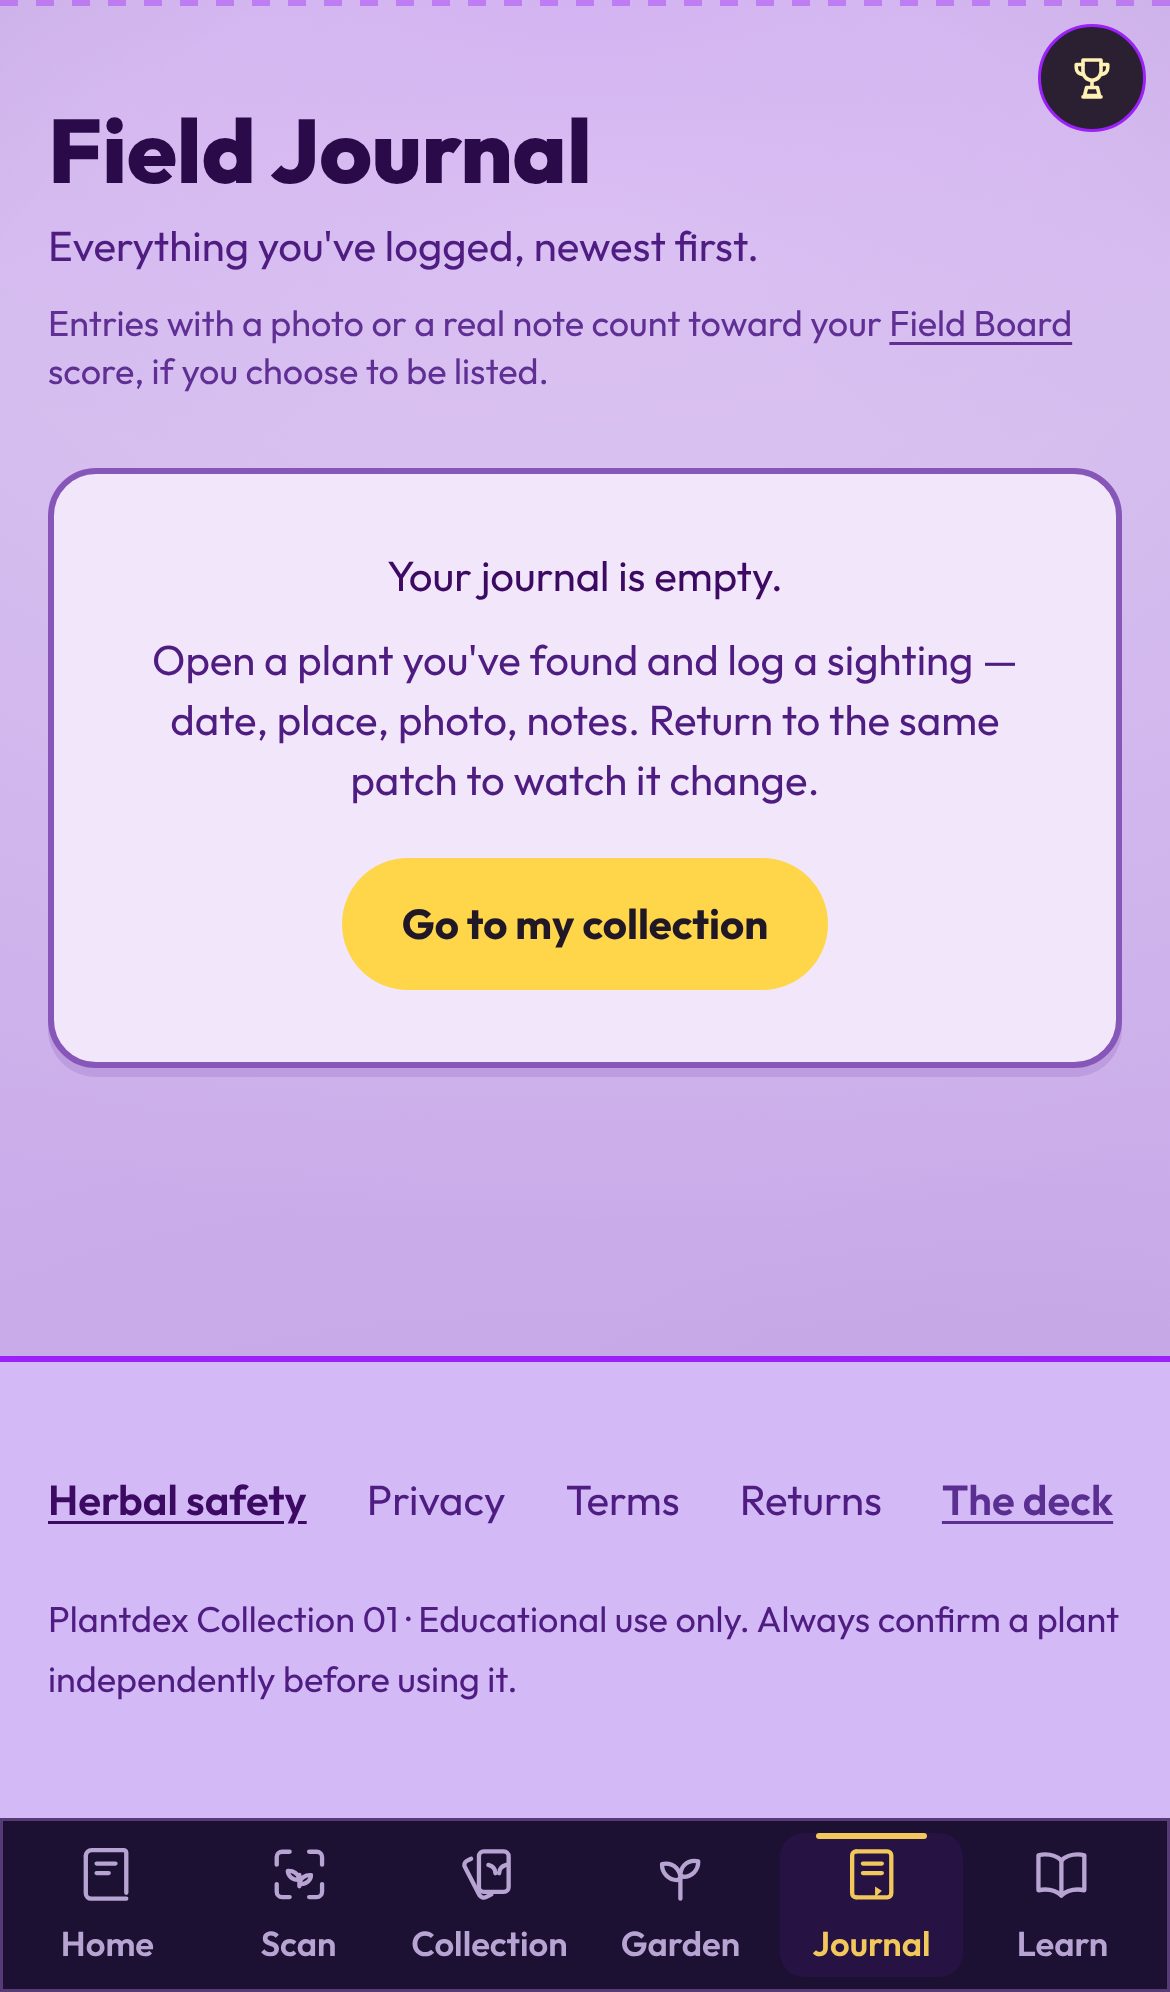 Field Journal
Everything you've logged, newest first.
Entries with a photo or a real note count toward your Field Board
score, if you choose to be listed.
Your journal is empty.
Open a plant you've found and log a sighting —
date, place, photo, notes. Return to the same
patch to watch it change.
Go to my collection
Herbal safety Privacy Terms Returns The deck
Plantdex Collection 01 · Educational use only. Always confirm a plant
independently before using it.
Home Scan Collection Garden Journal Learn